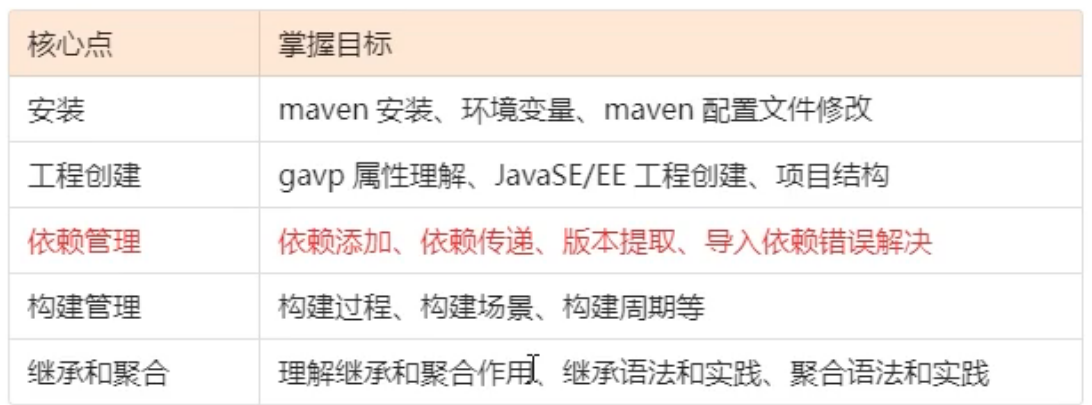 核心点 掌握目标
安装 maven 安装、环境变量、maven 配置文件修改
工程创建 gavp 属性理解、JavaSE/EE 工程创建、项目结构
依赖管理 依赖添加、依赖传递、版本提取、导入依赖错误解决
构建管理 构建过程、构建场景、构建周期等
继承和聚合 理解继承和聚合作用、继承语法和实践、聚合语法和实践